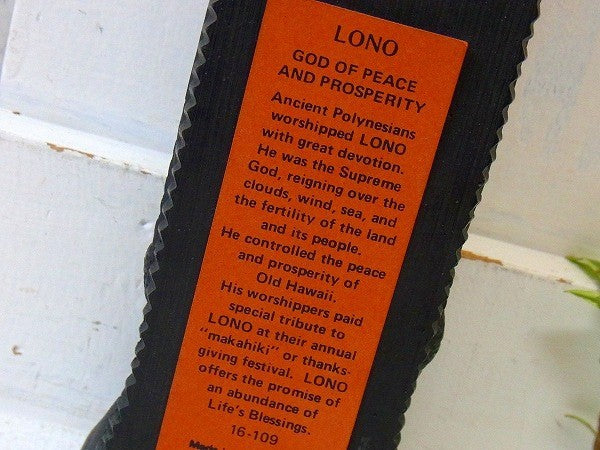 LONO
GOD OF PEACE
AND PROSPERITY
Ancient Polynesians
worshipped LONO
with great devotion.
He was the Supreme
God, reigning over the
clouds, wind, sea, and
the fertility of the land
and its people.
He controlled the peace
and prosperity of
Old Hawaii.
His worshippers paid
special tribute to
LONO at their annual
"makahiki" or thanks-
giving festival. LONO
offers the promise of
an abundance of
Life's Blessings.
16-109